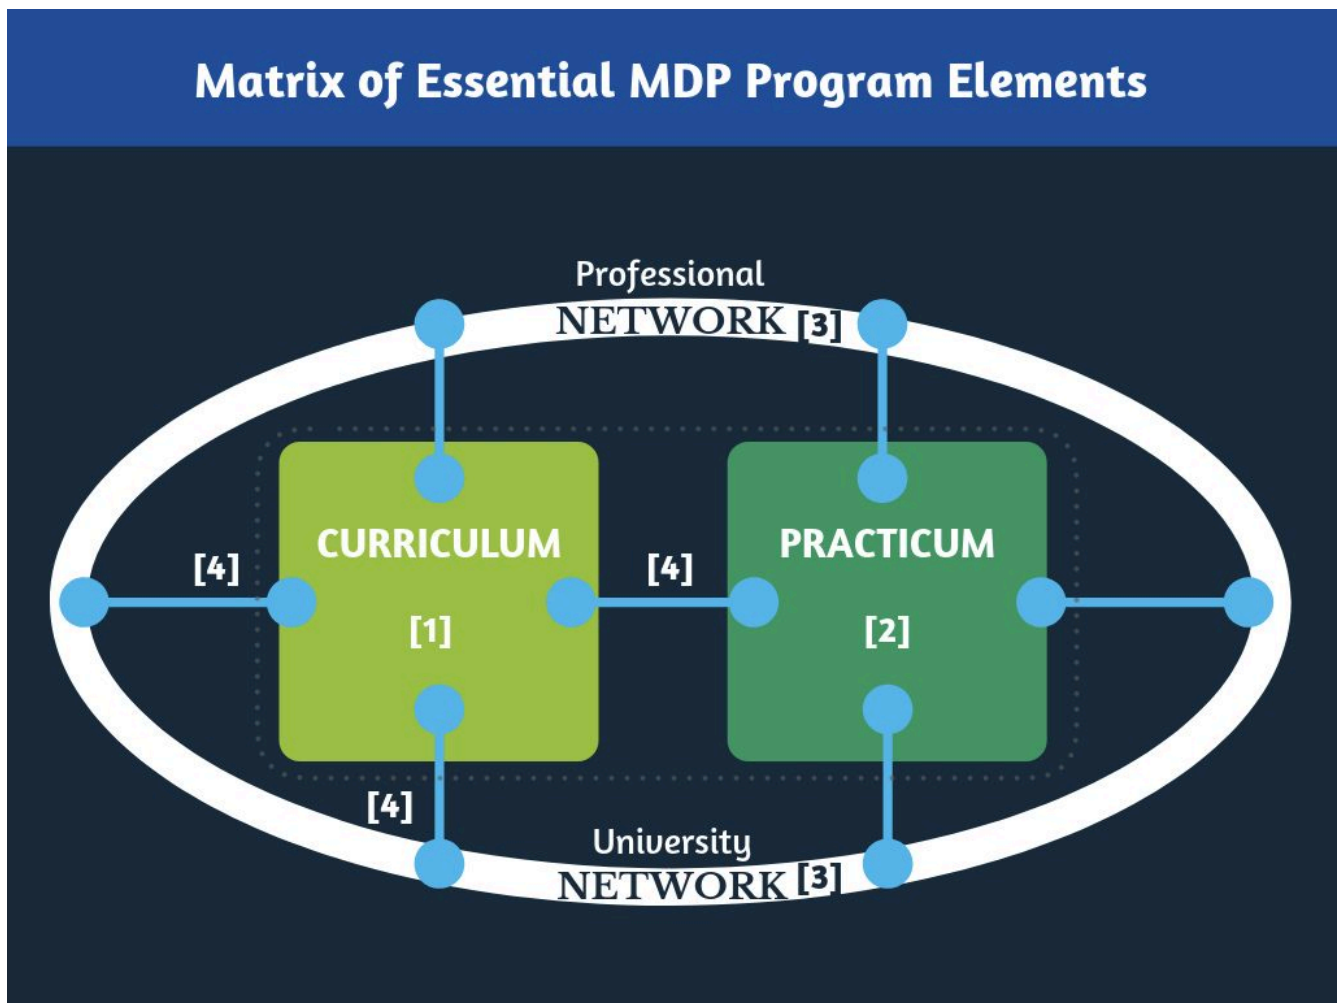 Matrix of Essential MDP Program Elements
Professional
NETWORK [3]
CURRICULUM
PRACTICUM
[4]
[4]
[1]
[2]
[4]
University
NETWORK [3]